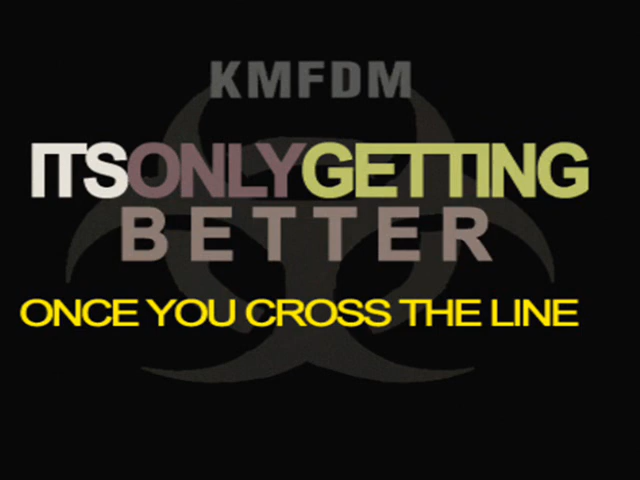 KMFDM
ITSONLYGETTING
BETTER
ONCE YOU CROSS THE LINE